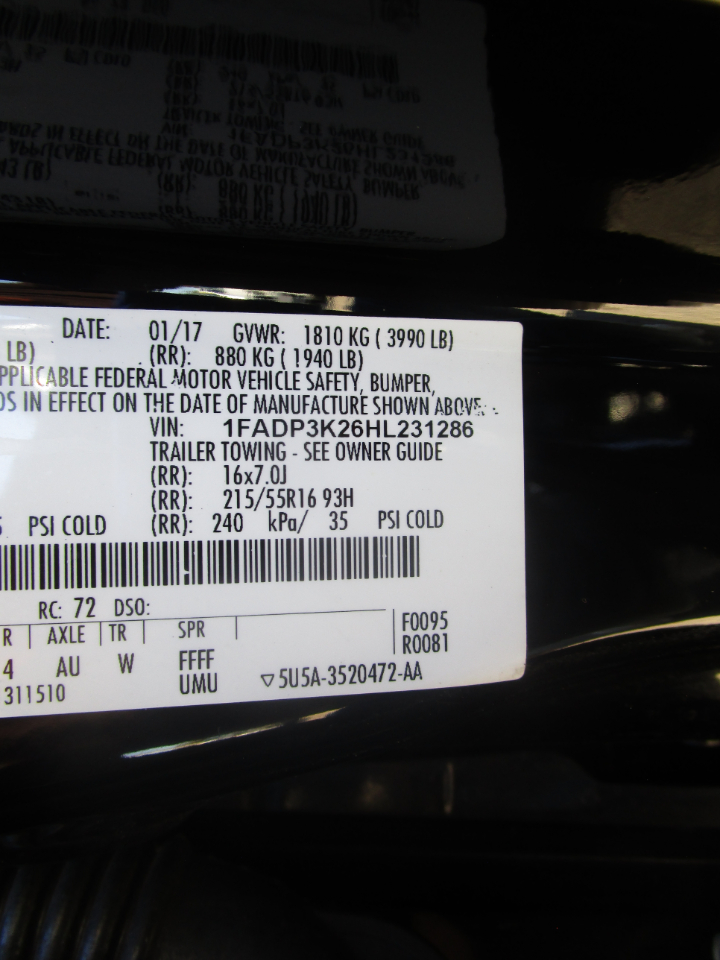 DATE: 01/17 GVWR: 1810 KG ( 3990 LB)
LB) (RR): 880 KG ( 1940 LB)
APPLICABLE FEDERAL MOTOR VEHICLE SAFETY, BUMPER,
IN EFFECT ON THE DATE OF MANUFACTURE SHOWN ABOVE.
VIN: 1FADP3K26HL231286
TRAILER TOWING - SEE OWNER GUIDE
(RR): 16x7.0J
(RR): 215/55R16 93H
PSI COLD (RR): 240 kPa/ 35 PSI COLD
RC: 72 DSO:
R AXLE TR SPR F0095
R0081
4 AU W FFFF
311510 UMU ▽5U5A-3520472-AA